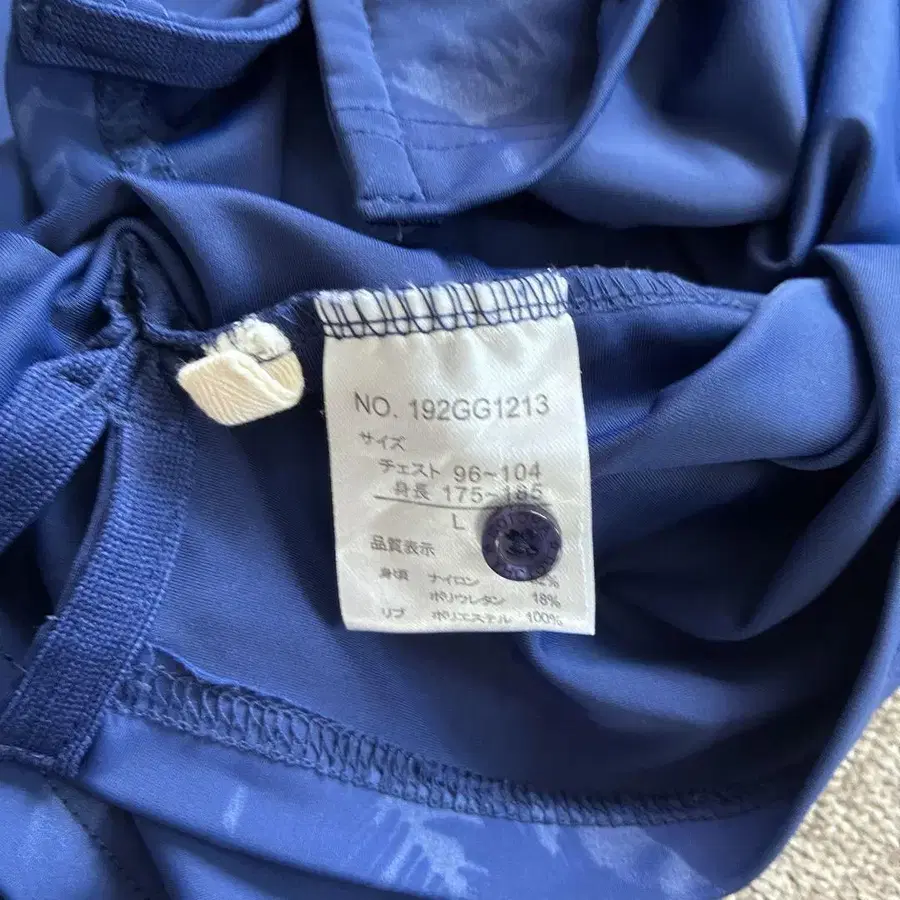 NO. 192GG1213
サイズ
チェスト 96~104
身長 175~185
L
品質表示
身頃 ナイロン
ポリウレタン 18%
リブ ポリエステル 100%